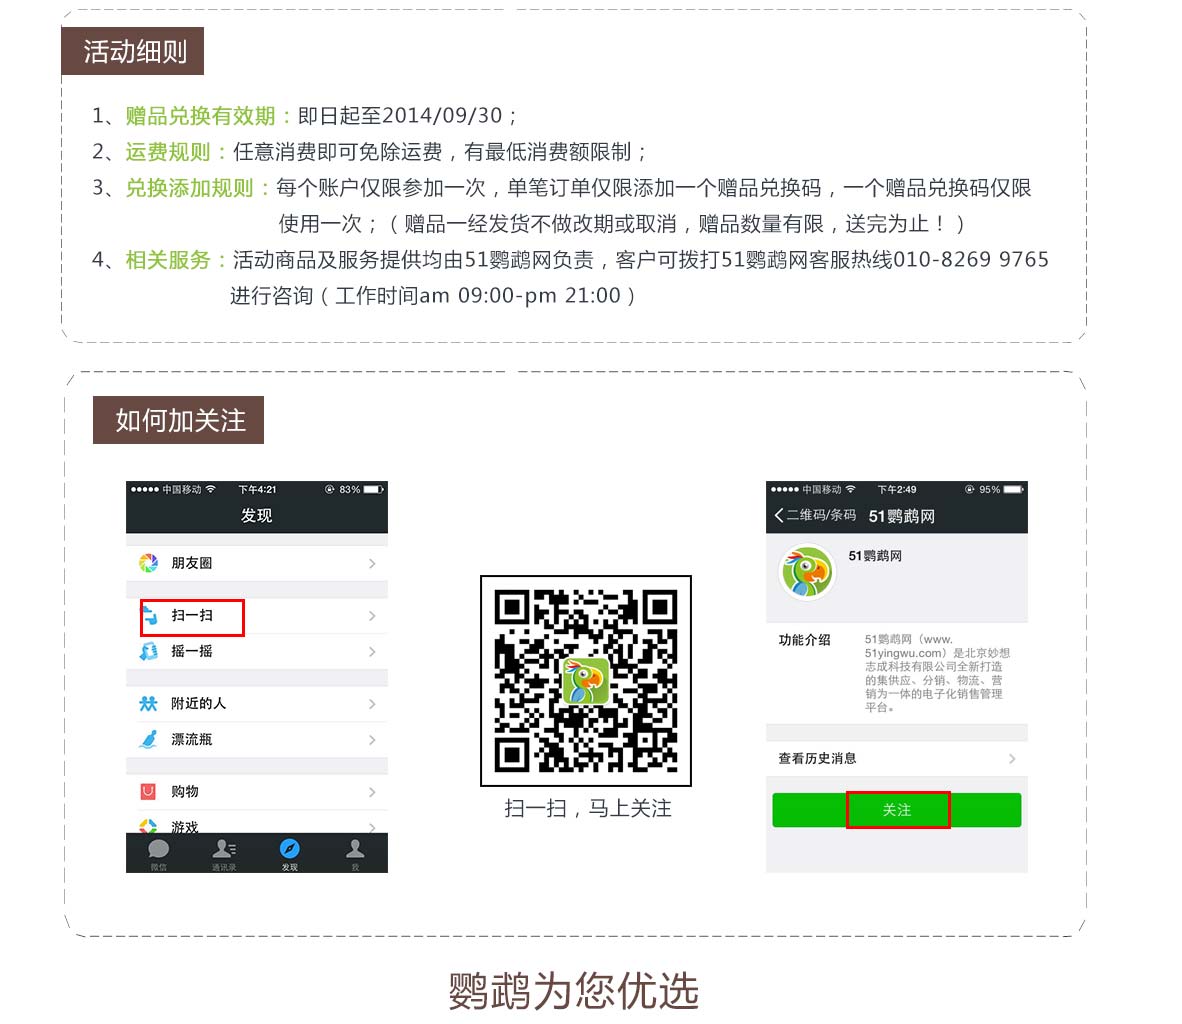 活动细则
1、赠品兑换有效期：即日起至2014/09/30；
2、运费规则：任意消费即可免除运费，有最低消费额限制；
3、兑换添加规则：每个账户仅限参加一次，单笔订单仅限添加一个赠品兑换码，一个赠品兑换码仅限
使用一次；（赠品一经发货不做改期或取消，赠品数量有限，送完为止！）
4、相关服务：活动商品及服务提供均由51鹦鹉网负责，客户可拨打51鹦鹉网客服热线010-8269 9765
进行咨询（工作时间am 09:00-pm 21:00）
如何加关注
中国移动 下午4:21 83%
发现
朋友圈
扫一扫
摇一摇
附近的人
漂流瓶
购物
游戏
微信 通讯录 发现 我
扫一扫，马上关注
中国移动 下午2:49 95%
二维码/条码 51鹦鹉网
51鹦鹉网
功能介绍
51鹦鹉网（www.
51yingwu.com）是北京妙想
志成科技有限公司全新打造
的集供应、分销、物流、营
销为一体的电子化销售管理
平台。
查看历史消息
关注
鹦鹉为您优选